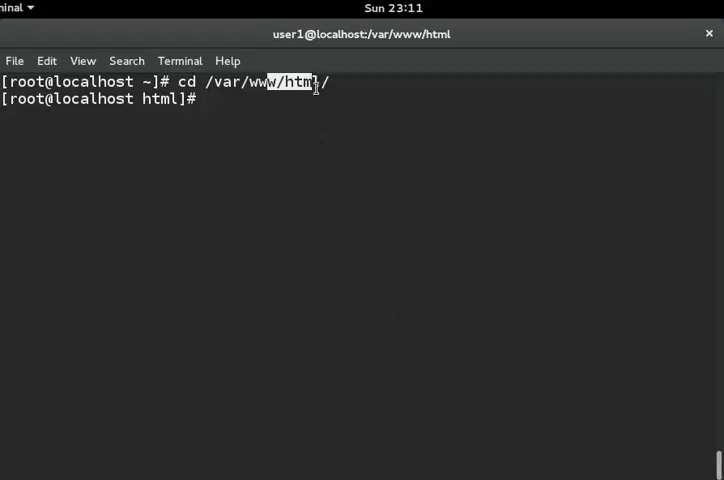 Sun 23:11
user1@localhost:/var/www/html
File Edit View Search Terminal Help
[root@localhost ~]# cd /var/www/html/
[root@localhost html]#